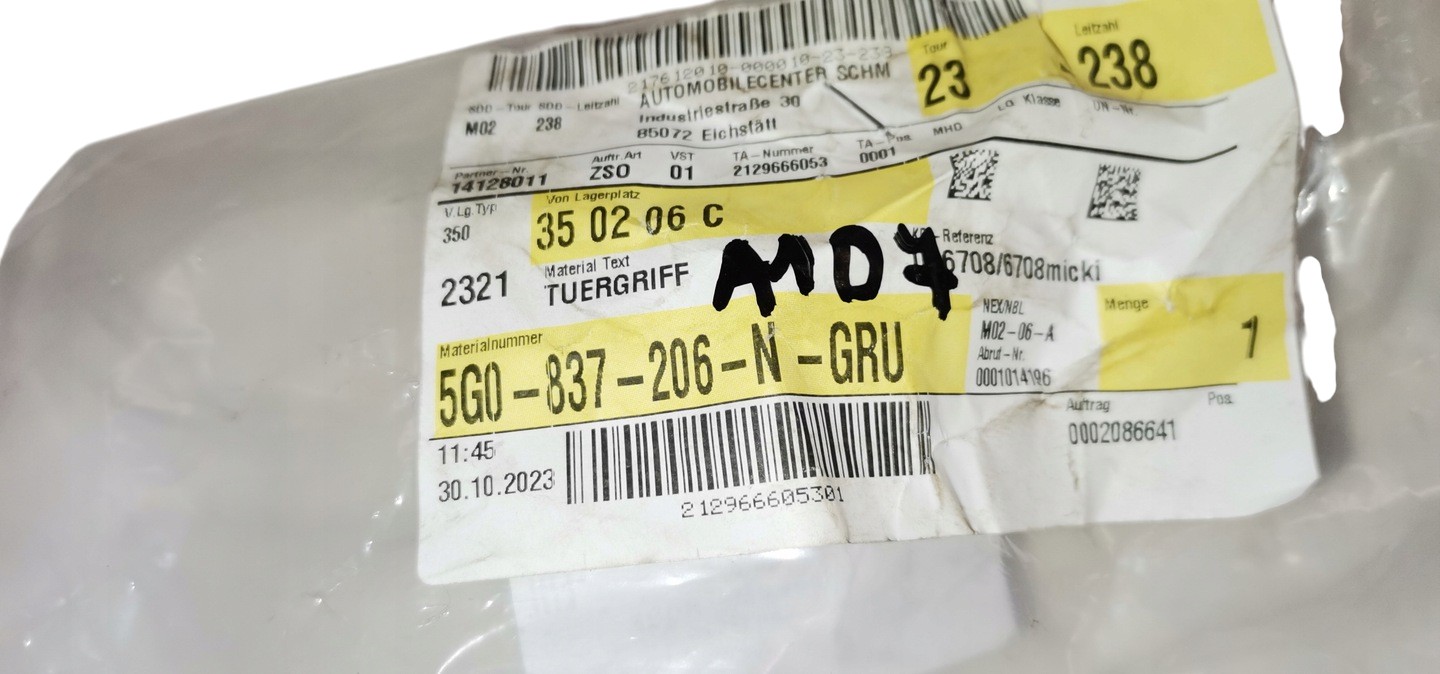 217612010-000010-23-238
SDD-Tour SDD-Leitzahl
M02 238
AUTOMOBILECENTER SCHM
Industriestraße 30
85072 Eichstätt
Tour
23
Leitzahl
238
Partner-Nr.
14128011
Auftr.Art
ZSO
VST
01
TA-Nummer
2129666053
TA-Pos
0001
MHD
Lg Klasse
UN-Nr.
V.Lg.Typ
350
Von Lagerplatz
35 02 06 C
2321
Material Text
TUERGRIFF
MD7
-Referenz
6708/6708micki
Materialnummer
5G0-837-206-N -GRU
NEX/NBL
M02-06-A
Abruf-Nr.
0001014196
Menge
1
11:45
30.10.2023
212966605301
Auftrag
0002086641
Pos.